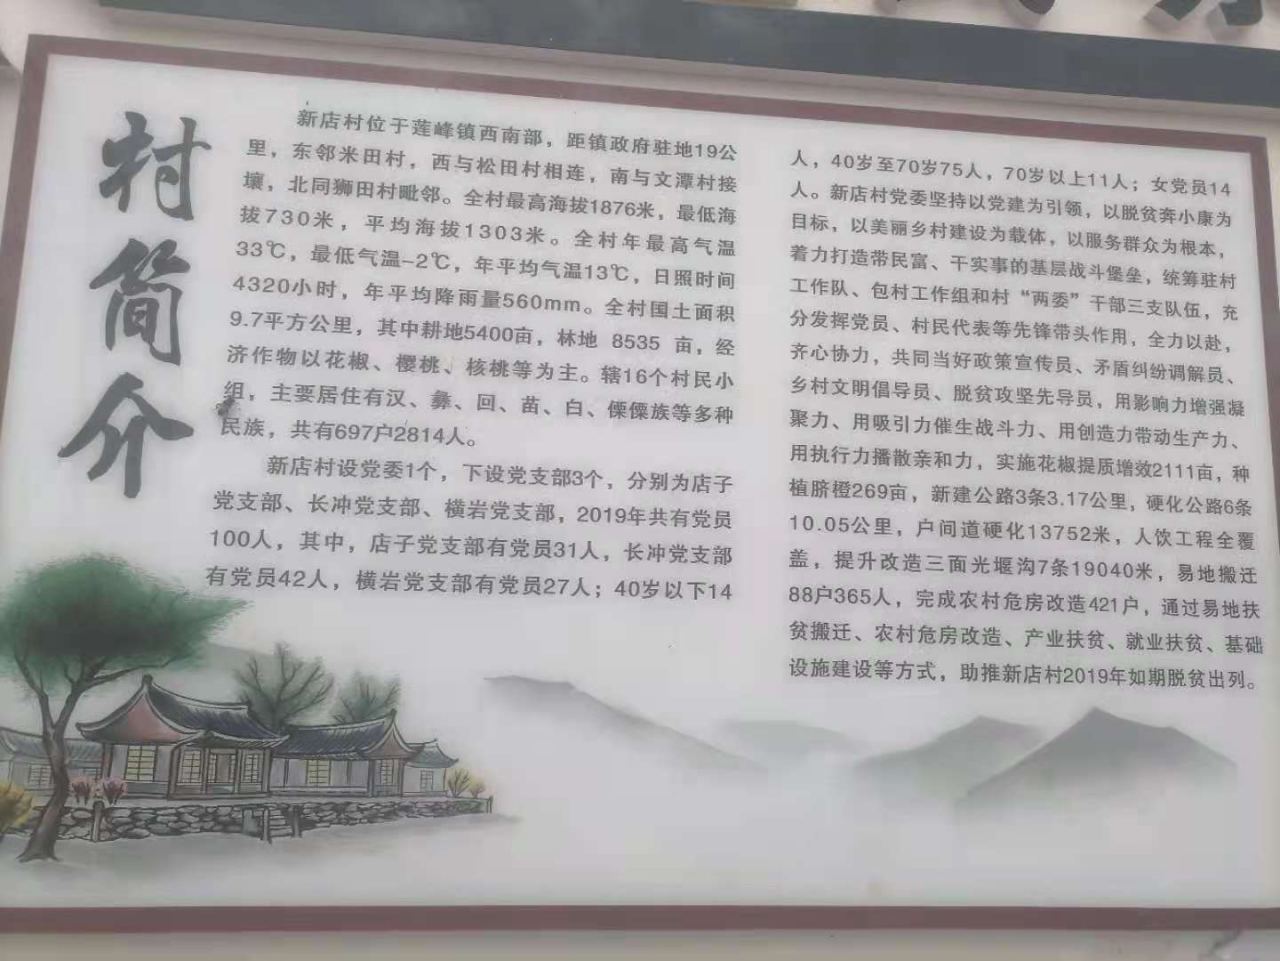 村简介
新店村位于莲峰镇西南部，距镇政府驻地19公
里，东邻米田村，西与松田村相连，南与文潭村接
壤，北同狮田村毗邻。全村最高海拔1876米，最低海
拔730米，平均海拔1303米。全村年最高气温
33℃，最低气温-2℃，年平均气温13℃，日照时间
4320小时，年平均降雨量560mm。全村国土面积
9.7平方公里，其中耕地5400亩，林地 8535 亩，经
济作物以花椒、樱桃、核桃等为主。辖16个村民小
组，主要居住有汉、彝、回、苗、白、傈僳族等多种
民族，共有697户2814人。
新店村设党委1个，下设党支部3个，分别为店子
党支部、长冲党支部、横岩党支部，2019年共有党员
100人，其中，店子党支部有党员31人，长冲党支部
有党员42人，横岩党支部有党员27人；40岁以下14
人，40岁至70岁75人，70岁以上11人；女党员14
人。新店村党委坚持以党建为引领，以脱贫奔小康为
目标，以美丽乡村建设为载体，以服务群众为根本，
着力打造带民富、干实事的基层战斗堡垒，统筹驻村
工作队、包村工作组和村“两委”干部三支队伍，充
分发挥党员、村民代表等先锋带头作用，全力以赴，
齐心协力，共同当好政策宣传员、矛盾纠纷调解员、
乡村文明倡导员、脱贫攻坚先导员，用影响力增强凝
聚力、用吸引力催生战斗力、用创造力带动生产力、
用执行力播散亲和力，实施花椒提质增效2111亩，种
植脐橙269亩，新建公路3条3.17公里，硬化公路6条
10.05公里，户间道硬化13752米，人饮工程全覆
盖，提升改造三面光堰沟7条19040米，易地搬迁
88户365人，完成农村危房改造421户，通过易地扶
贫搬迁、农村危房改造、产业扶贫、就业扶贫、基础
设施建设等方式，助推新店村2019年如期脱贫出列。